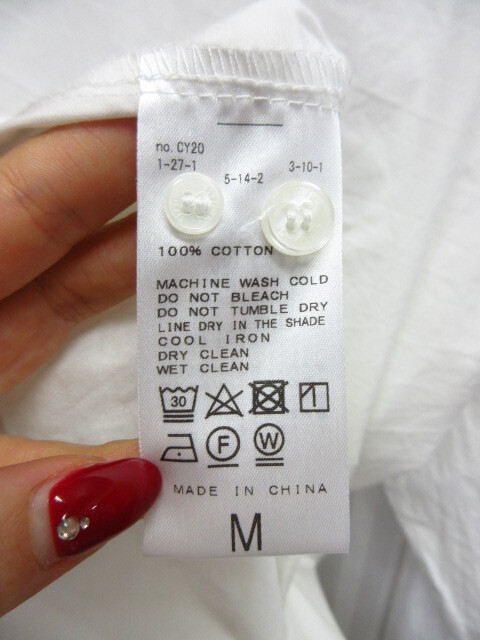 no. CY20
1-27-1
5-14-2
3-10-1
100% COTTON
MACHINE WASH COLD
DO NOT BLEACH
DO NOT TUMBLE DRY
LINE DRY IN THE SHADE
COOL IRON
DRY CLEAN
WET CLEAN
30
F W
MADE IN CHINA
M